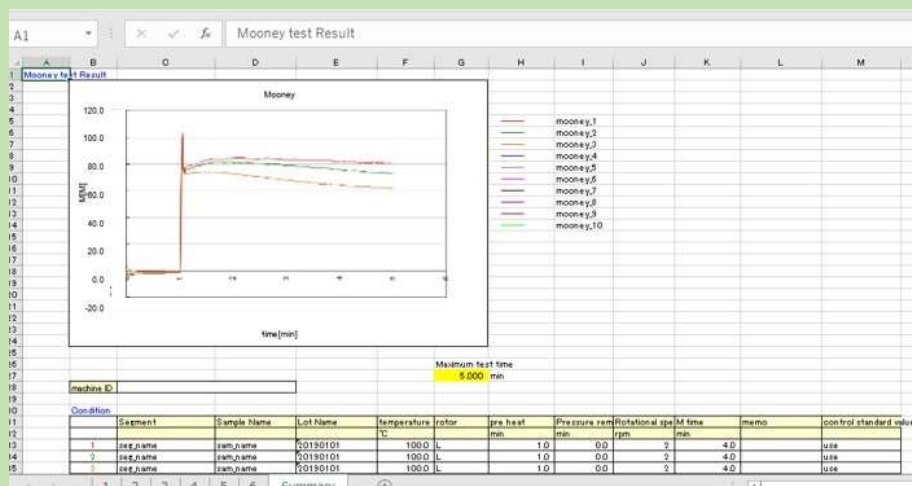 A1
Mooney test Result
A B C D E F G H I J K L M
Mooney test Result
Mooney
120.0
100.0
80.0
60.0
40.0
20.0
0.0
-20.0
M[M]
time[min]
mooney_1
mooney_2
mooney_3
mooney_4
mooney_5
mooney_6
mooney_7
mooney_8
mooney_9
mooney_10
Maximum test time
5.000 min
machine ID
Condition
Segment Sample Name Lot Name temperature rotor pre heat Pressure rem Rotational spe M time memo control standard value
℃ min min rpm min
1 seg_name sam_name 20190101 100.0 L 1.0 0.0 2 4.0 use
2 seg_name sam_name 20190101 100.0 L 1.0 0.0 2 4.0 use
3 seg_name sam_name 20190101 100.0 L 1.0 0.0 2 4.0 use
1 2 3 4 5 6 Summary